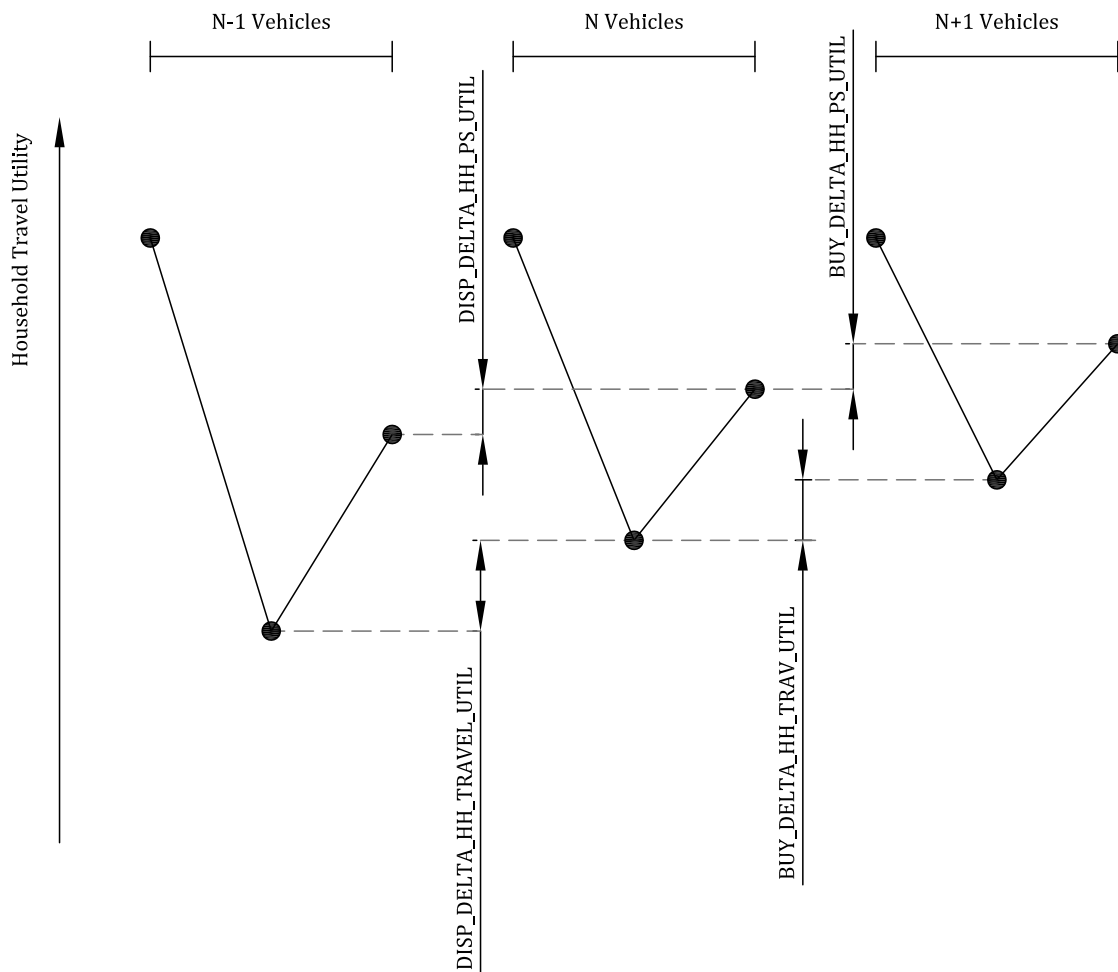 N-1 Vehicles
N Vehicles
N+1 Vehicles
Household Travel Utility
DISP_DELTA_HH_PS_UTIL
BUY_DELTA_HH_PS_UTIL
DISP_DELTA_HH_TRAVEL_UTIL
BUY_DELTA_HH_TRAV_UTIL